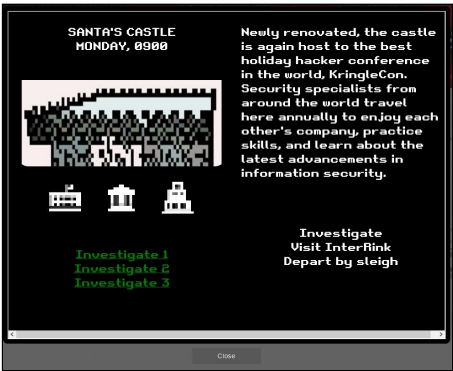 SANTA'S CASTLE
MONDAY, 0900
Newly renovated, the castle
is again host to the best
holiday hacker conference
in the world, KringleCon.
Security specialists from
around the world travel
here annually to enjoy each
other's company, practice
skills, and learn about the
latest advancements in
information security.
Investigate 1
Investigate 2
Investigate 3
Investigate
Visit InterRink
Depart by sleigh
Close